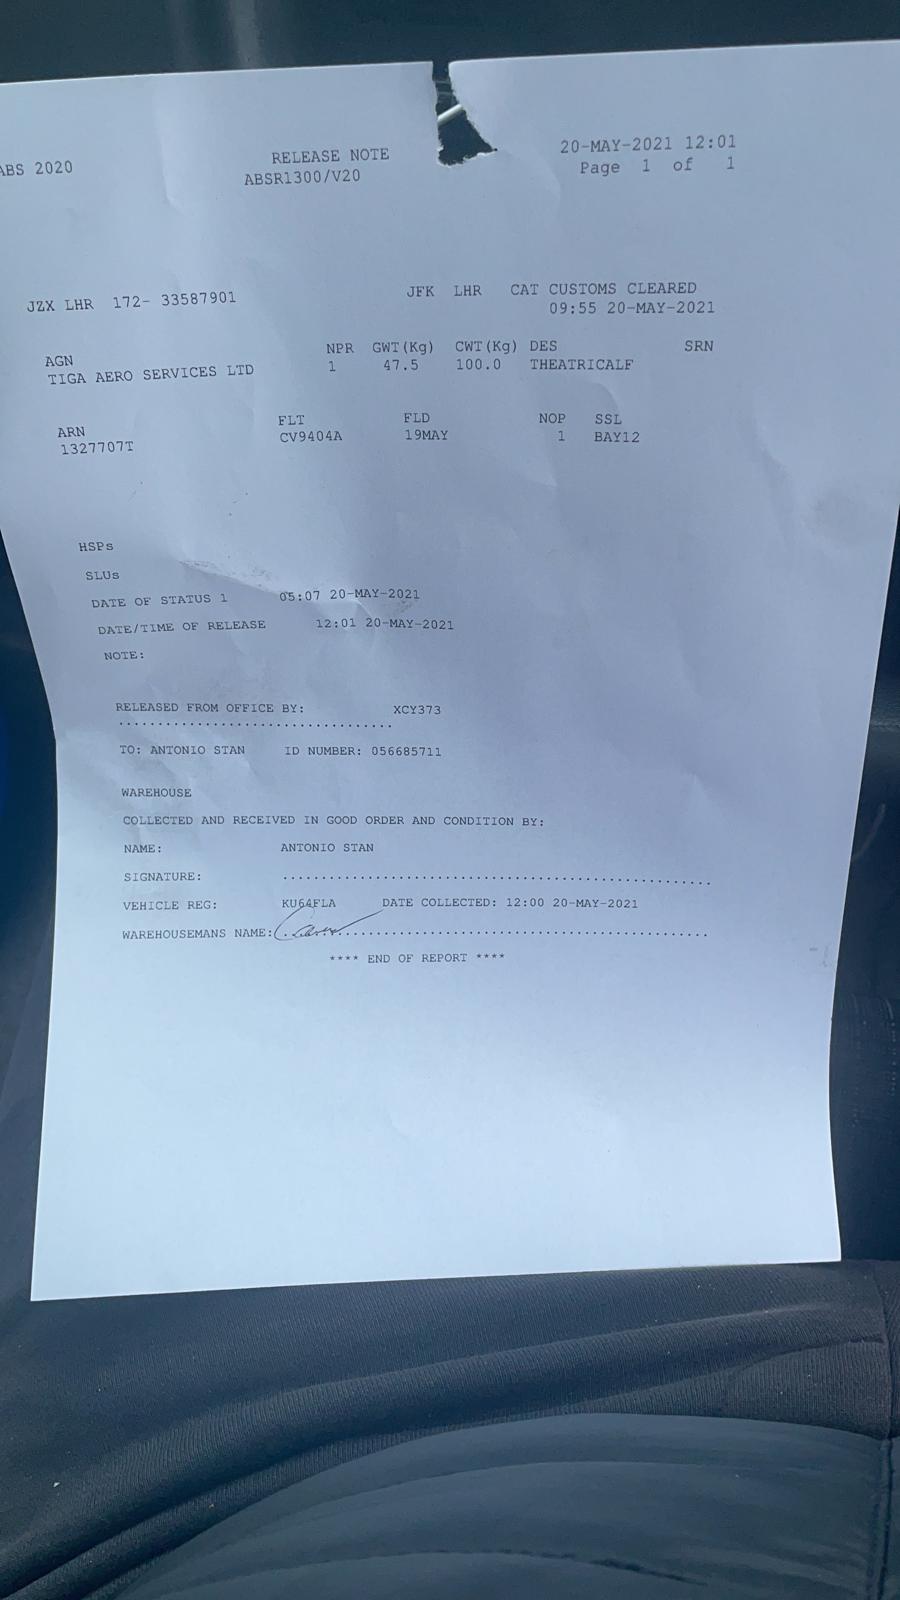 ABS 2020 RELEASE NOTE 20-MAY-2021 12:01
ABSR1300/V20 Page 1 of 1
JZX LHR 172- 33587901 JFK LHR CAT CUSTOMS CLEARED
09:55 20-MAY-2021
AGN NPR GWT(Kg) CWT(Kg) DES SRN
TIGA AERO SERVICES LTD 1 47.5 100.0 THEATRICALF
ARN FLT FLD NOP SSL
1327707T CV9404A 19MAY 1 BAY12
HSPs
SLUs
DATE OF STATUS 1 05:07 20-MAY-2021
DATE/TIME OF RELEASE 12:01 20-MAY-2021
NOTE:
RELEASED FROM OFFICE BY: XCY373
...................................
TO: ANTONIO STAN ID NUMBER: 056685711
WAREHOUSE
COLLECTED AND RECEIVED IN GOOD ORDER AND CONDITION BY:
NAME: ANTONIO STAN
SIGNATURE: .......................................................
VEHICLE REG: KU64FLA DATE COLLECTED: 12:00 20-MAY-2021
WAREHOUSEMANS NAME: .......................................................
**** END OF REPORT ****